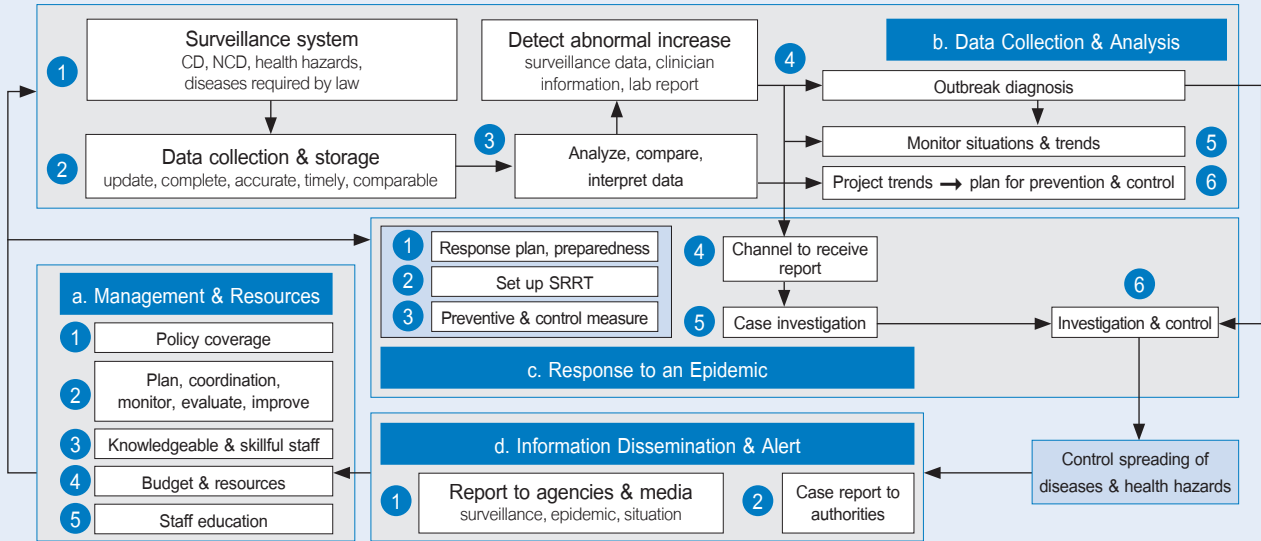 b. Data Collection & Analysis
1
Surveillance system
CD, NCD, health hazards,
diseases required by law
2
Data collection & storage
update, complete, accurate, timely, comparable
3
Analyze, compare,
interpret data
Detect abnormal increase
surveillance data, clinician
information, lab report
4
Outbreak diagnosis
Monitor situations & trends
5
Project trends → plan for prevention & control
6
1
Response plan, preparedness
2
Set up SRRT
3
Preventive & control measure
4
Channel to receive
report
5
Case investigation
6
Investigation & control
c. Response to an Epidemic
a. Management & Resources
1
Policy coverage
2
Plan, coordination,
monitor, evaluate, improve
3
Knowledgeable & skillful staff
4
Budget & resources
5
Staff education
d. Information Dissemination & Alert
1
Report to agencies & media
surveillance, epidemic, situation
2
Case report to
authorities
Control spreading of
diseases & health hazards